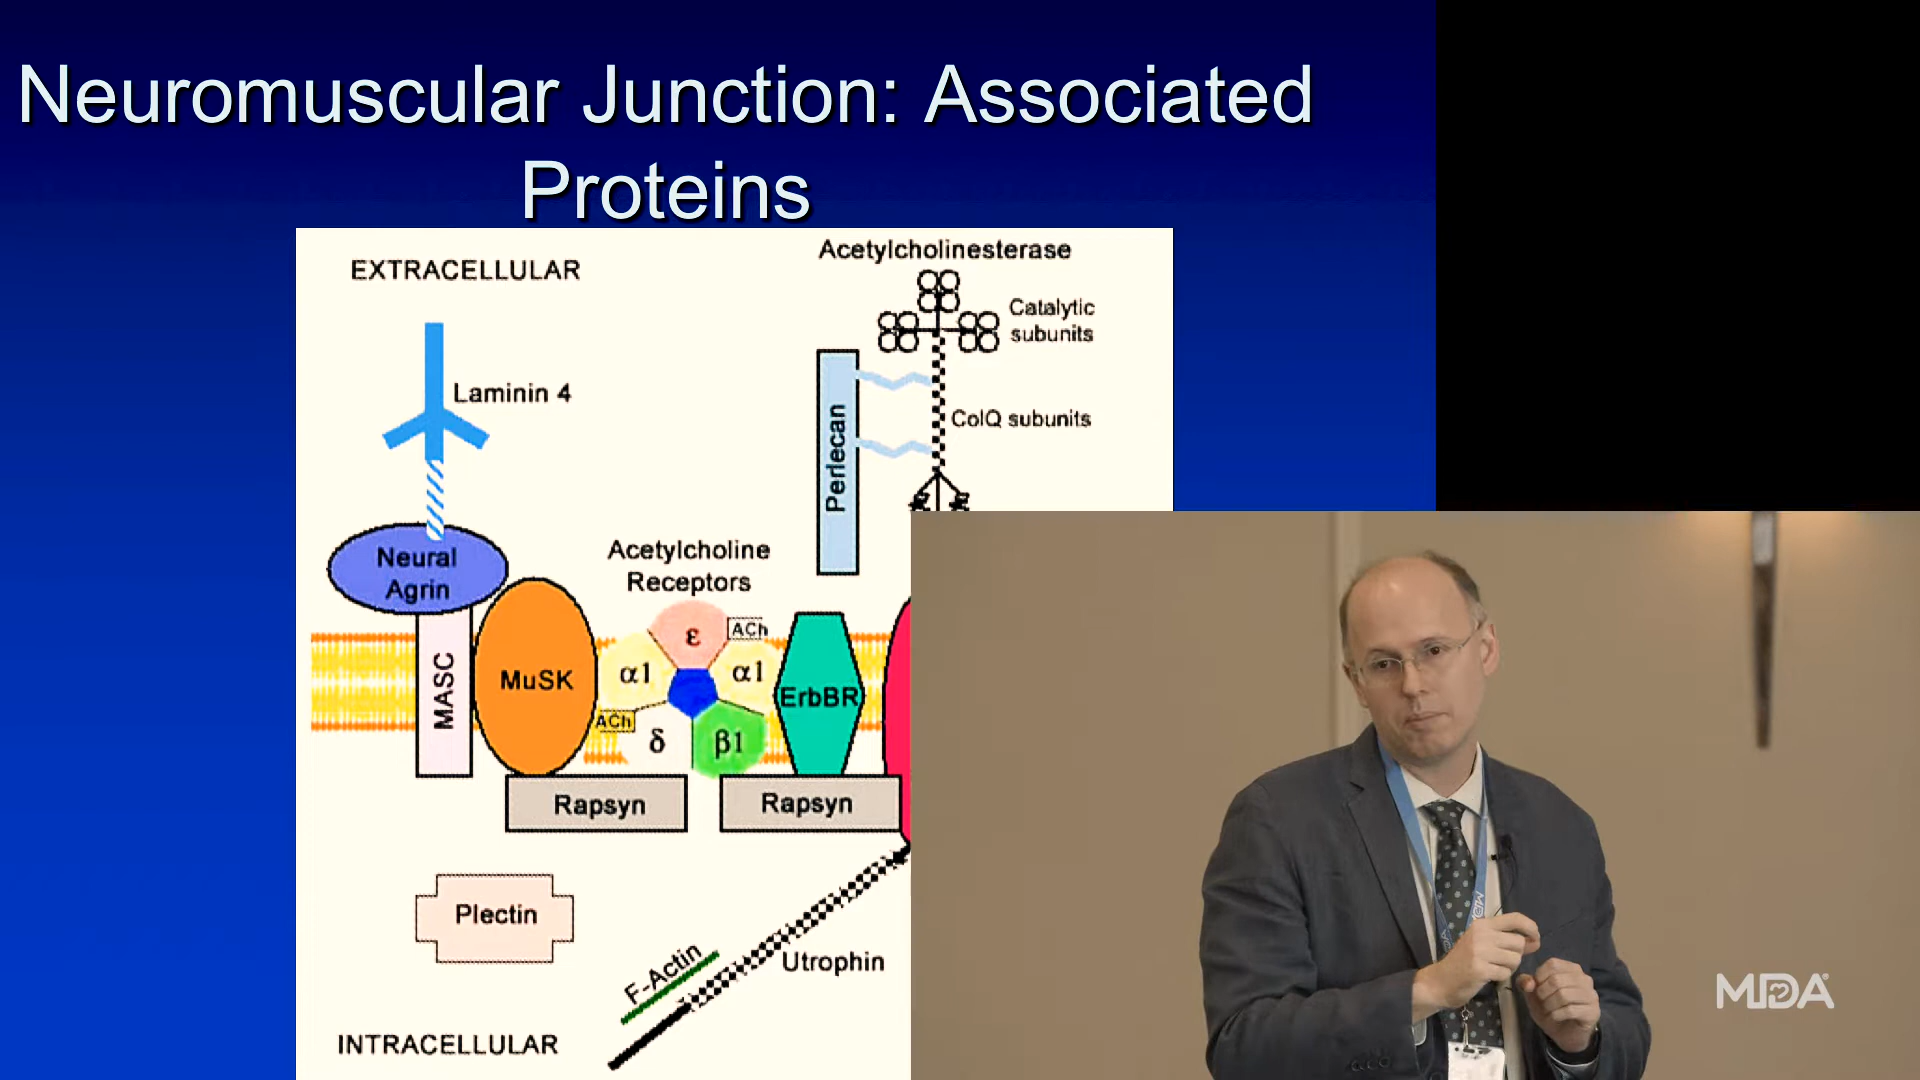 Neuromuscular Junction: Associated
Proteins
EXTRACELLULAR
Acetylcholinesterase
Catalytic
subunits
Laminin 4
Perlecan
ColQ subunits
Neural
Agrin
Acetylcholine
Receptors
MASC
MuSK
ε
ACh
α1
α1
ErbBR
ACh
δ
β1
Rapsyn
Rapsyn
Plectin
F-Actin
Utrophin
INTRACELLULAR
MDA
MDA